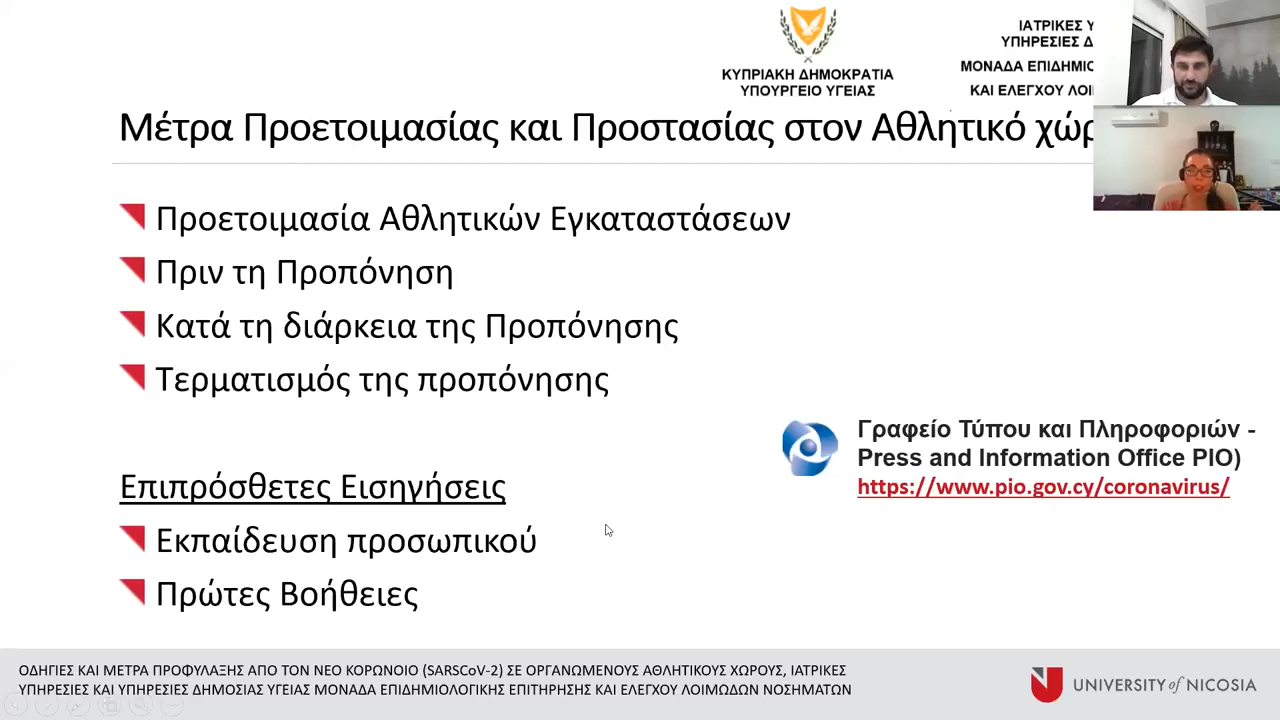 ΚΥΠΡΙΑΚΗ ΔΗΜΟΚΡΑΤΙΑ
ΥΠΟΥΡΓΕΙΟ ΥΓΕΙΑΣ
ΙΑΤΡΙΚΕΣ
ΥΠΗΡΕΣΙΕΣ
ΜΟΝΑΔΑ
ΚΑΙ ΕΛΕΓΧΟΥ
Μέτρα Προετοιμασίας και Προστασίας στον Αθλητικό
Προετοιμασία Αθλητικών Εγκαταστάσεων
Πριν τη Προπόνηση
Κατά τη διάρκεια της Προπόνησης
Τερματισμός της προπόνησης
Γραφείο Τύπου και Πληροφοριών -
Press and Information Office PIO)
https://www.pio.gov.cy/coronavirus/
Επιπρόσθετες Εισηγήσεις
Εκπαίδευση προσωπικού
Πρώτες Βοήθειες
ΟΔΗΓΙΕΣ ΚΑΙ ΜΕΤΡΑ ΠΡΟΦΥΛΑΞΗΣ ΑΠΟ ΤΟΝ ΝΕΟ ΚΟΡΩΝΟΙΟ (SARSCoV-2) ΣΕ ΟΡΓΑΝΩΜΕΝΟΥΣ ΑΘΛΗΤΙΚΟΥΣ ΧΩΡΟΥΣ, ΙΑΤΡΙΚΕΣ
ΥΠΗΡΕΣΙΕΣ ΚΑΙ ΥΠΗΡΕΣΙΕΣ ΔΗΜΟΣΙΑΣ ΥΓΕΙΑΣ ΜΟΝΑΔΑ ΕΠΙΔΗΜΙΟΛΟΓΙΚΗΣ ΕΠΙΤΗΡΗΣΗΣ ΚΑΙ ΕΛΕΓΧΟΥ ΛΟΙΜΩΔΩΝ ΝΟΣΗΜΑΤΩΝ
UNIVERSITY of NICOSIA